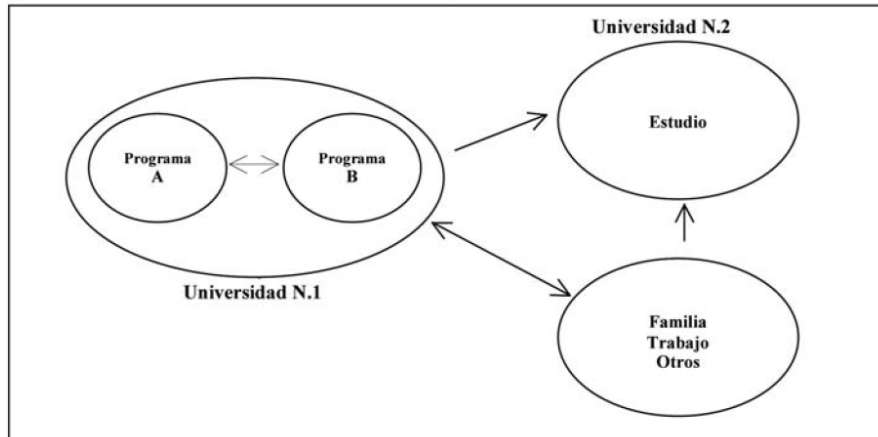 Universidad N.2
Estudio
Programa
A
Programa
B
Universidad N.1
Familia
Trabajo
Otros